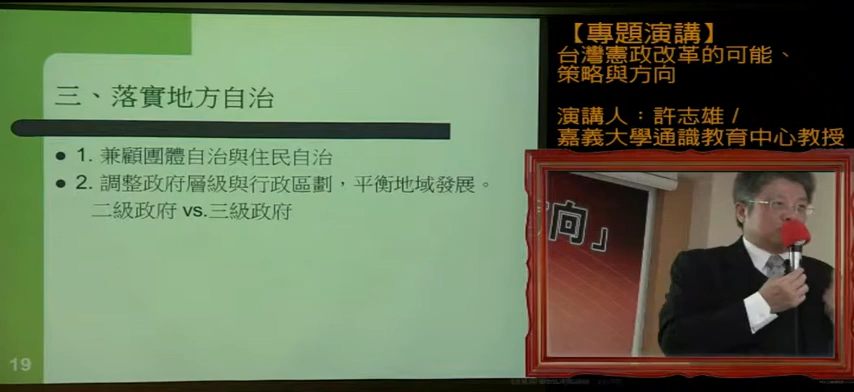 三、落實地方自治
● 1. 兼顧團體自治與住民自治
● 2. 調整政府層級與行政區劃，平衡地域發展。
二級政府 vs.三級政府
19
【專題演講】
台灣憲政改革的可能、
策略與方向
演講人：許志雄 /
嘉義大學通識教育中心教授
向」